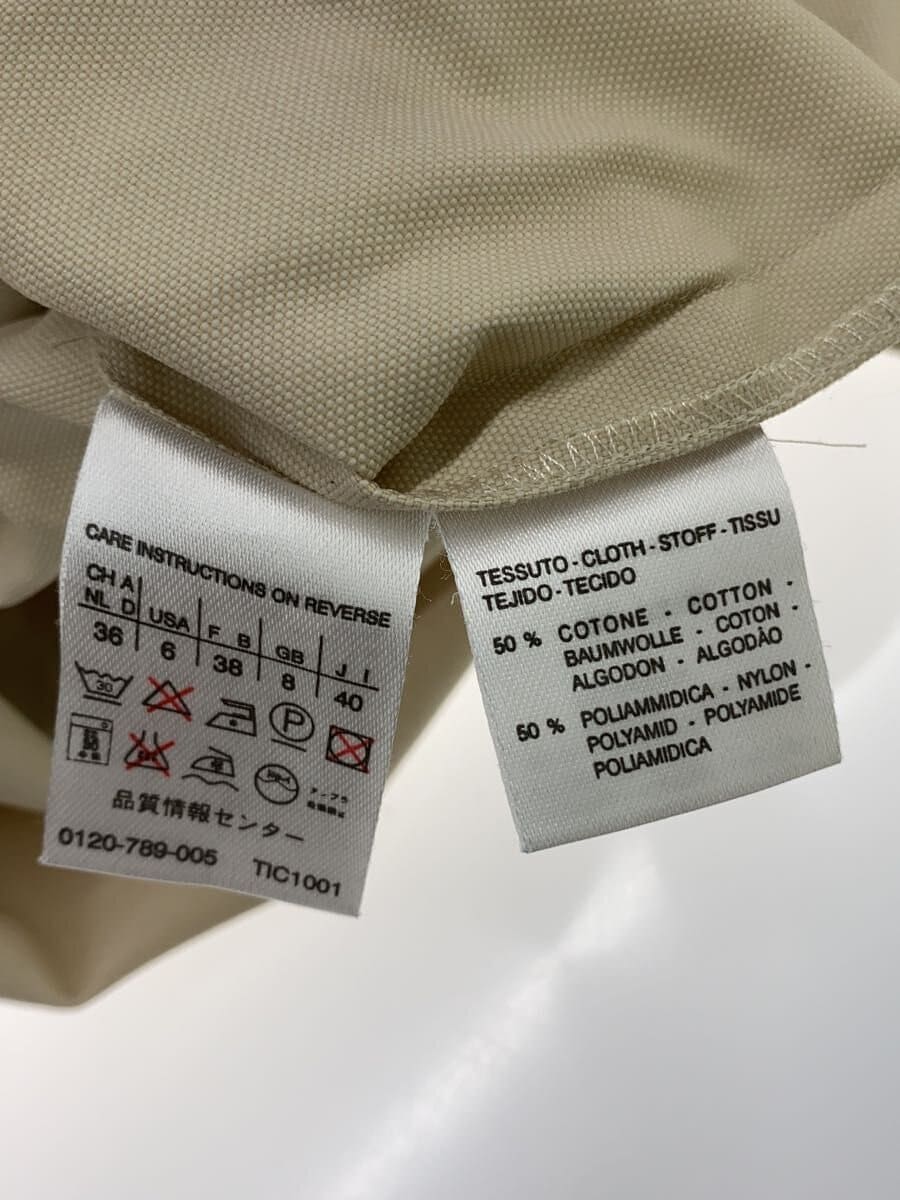 CARE INSTRUCTIONS ON REVERSE
CH A
NL D USA F B GB J I
36 6 38 8 40
30
P
品質情報センター
0120-789-005 TIC1001
TESSUTO - CLOTH - STOFF - TISSU
TEJIDO - TECIDO
50 % COTONE - COTTON -
BAUMWOLLE - COTON -
ALGODON - ALGODÃO
50 % POLIAMMIDICA - NYLON -
POLYAMID - POLYAMIDE
POLIAMIDICA